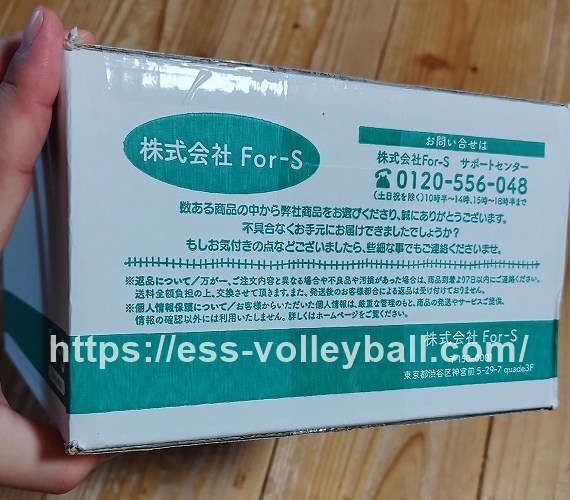 株式会社 For-S
お問い合せは
株式会社For-S サポートセンター
☎0120-556-048
(土日祝を除く)10時半〜14時、15時〜18時半まで
数ある商品の中から弊社商品をお選びくださり、誠にありがとうございます。
不具合なくお手元にお届けできましたでしょうか?
もしお気付きの点などございましたら、些細な事でもご連絡くださいませ。
※返品について/万が一、ご注文内容と異なる場合や不良品や汚損があった場合は、商品到着より7日以内にご連絡ください。
送料全額負担の上、交換させて頂きます。また、発送後のお客様都合による返品は受け付けておりません。
※個人情報保護について/お客様からいただいた個人情報は、厳重な管理のもと、商品の発送やサービスご提供、
情報の確認以外には利用いたしません。詳しくはホームページをご覧ください。
株式会社 For-S
https://ess-volleyball.com/
〒150-0001
東京都渋谷区神宮前 5-29-7 quade3F